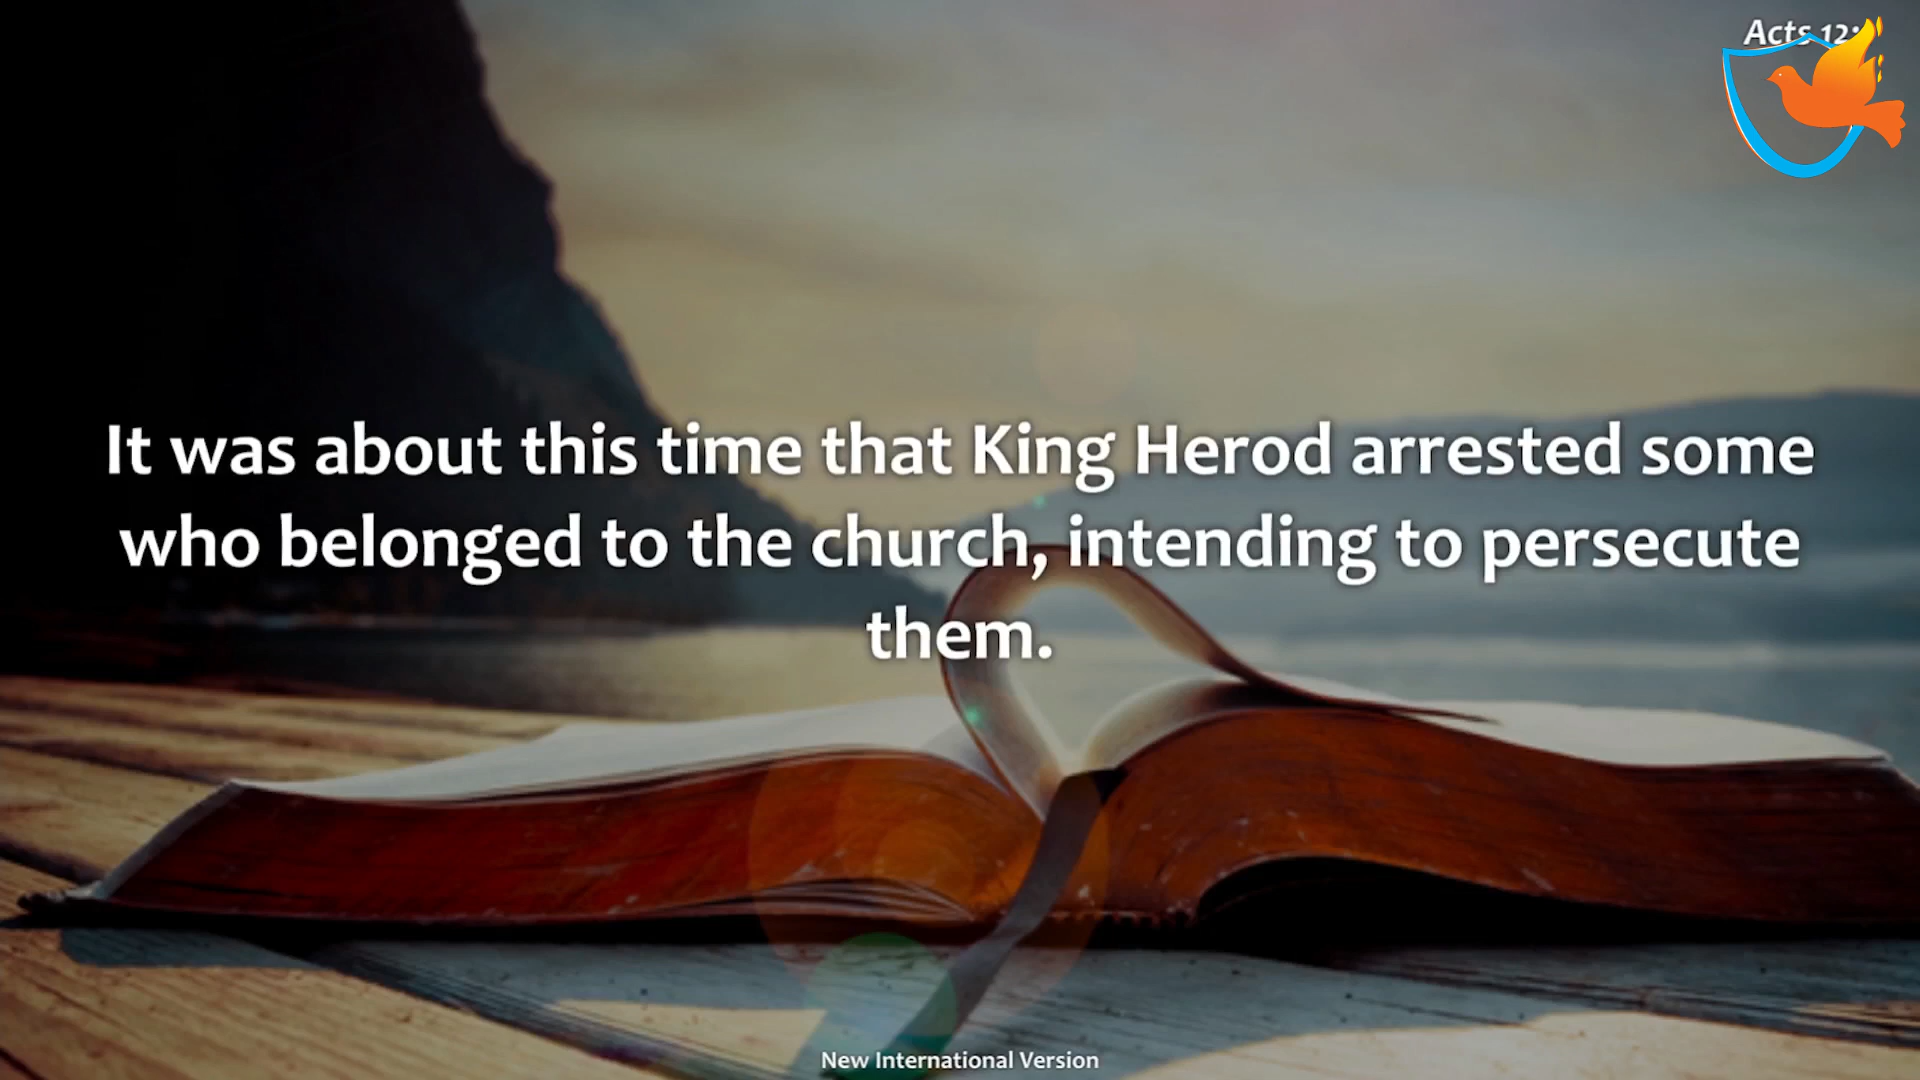 Acts 12:
It was about this time that King Herod arrested some
who belonged to the church, intending to persecute
them.
New International Version